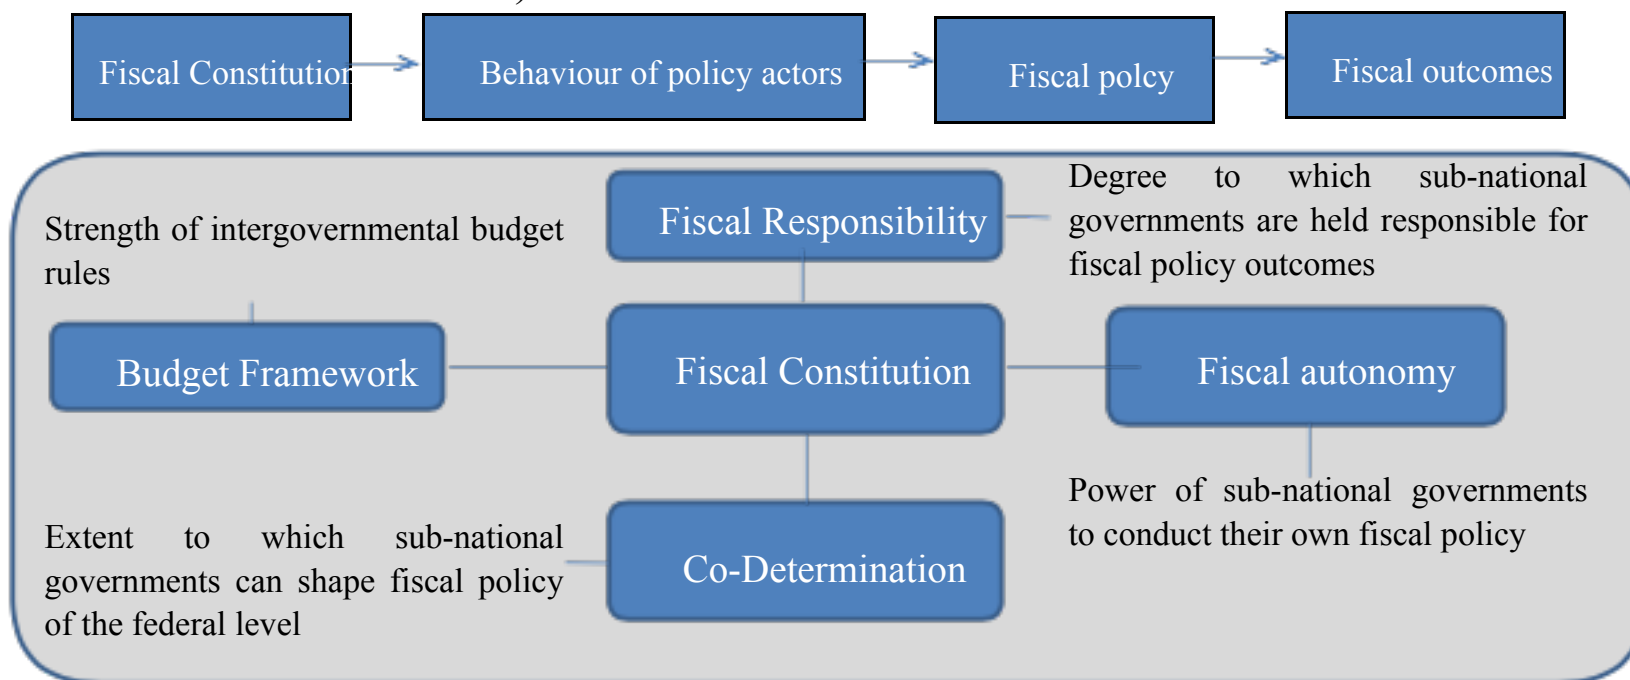 Fiscal Constitution
Behaviour of policy actors
Fiscal polcy
Fiscal outcomes
Strength of intergovernmental budget
rules
Fiscal Responsibility
Degree to which sub-national
governments are held responsible for
fiscal policy outcomes
Budget Framework
Fiscal Constitution
Fiscal autonomy
Extent to which sub-national
governments can shape fiscal policy
of the federal level
Co-Determination
Power of sub-national governments
to conduct their own fiscal policy